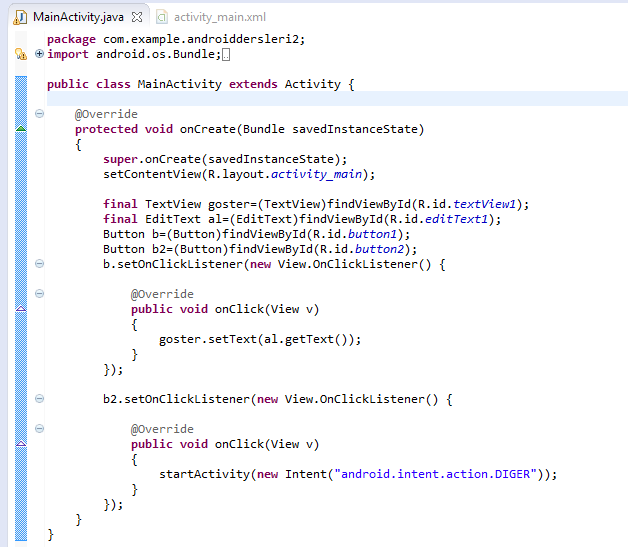 MainActivity.java activity_main.xml
package com.example.androiddersleri2;
import android.os.Bundle;
public class MainActivity extends Activity {
@Override
protected void onCreate(Bundle savedInstanceState)
{
super.onCreate(savedInstanceState);
setContentView(R.layout.activity_main);
final TextView goster=(TextView)findViewById(R.id.textView1);
final EditText al=(EditText)findViewById(R.id.editText1);
Button b=(Button)findViewById(R.id.button1);
Button b2=(Button)findViewById(R.id.button2);
b.setOnClickListener(new View.OnClickListener() {
@Override
public void onClick(View v)
{
goster.setText(al.getText());
}
});
b2.setOnClickListener(new View.OnClickListener() {
@Override
public void onClick(View v)
{
startActivity(new Intent("android.intent.action.DIGER"));
}
});
}
}